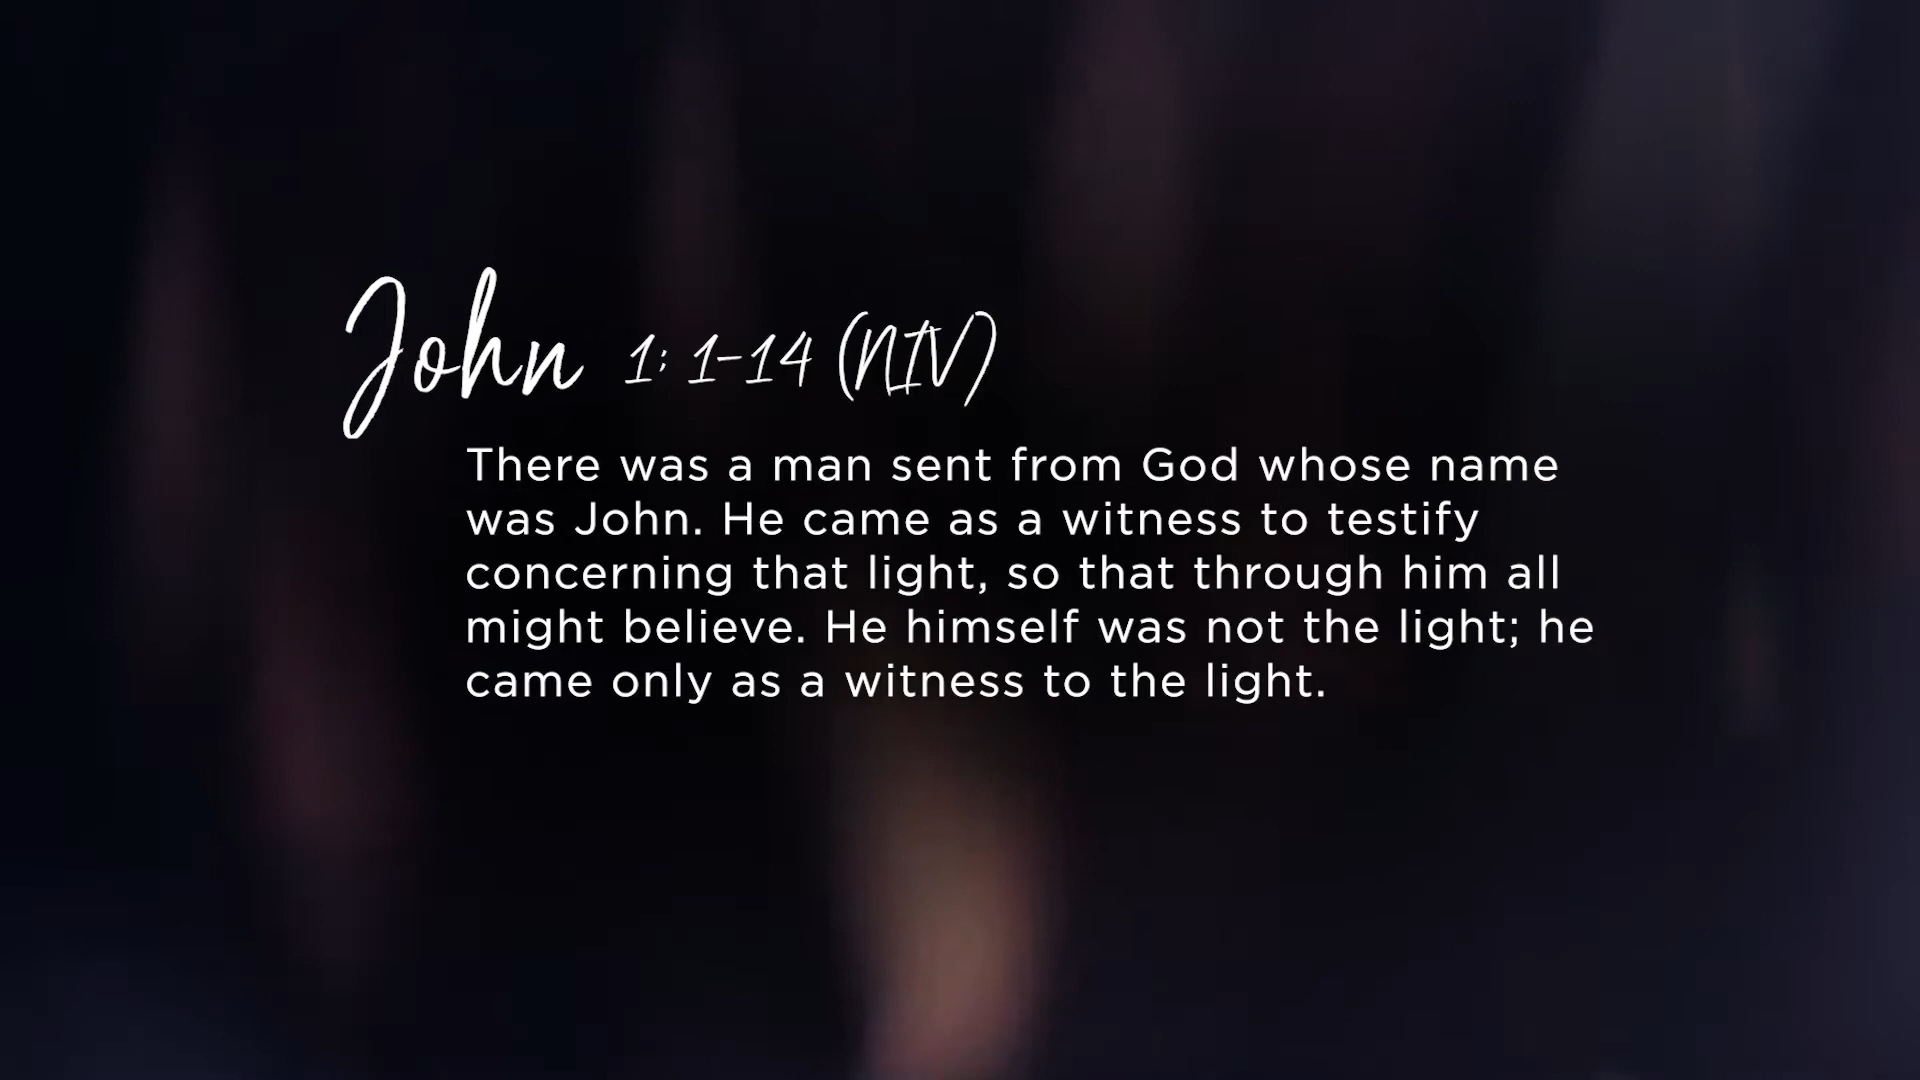 John 1: 1-14 (NIV)
There was a man sent from God whose name
was John. He came as a witness to testify
concerning that light, so that through him all
might believe. He himself was not the light; he
came only as a witness to the light.